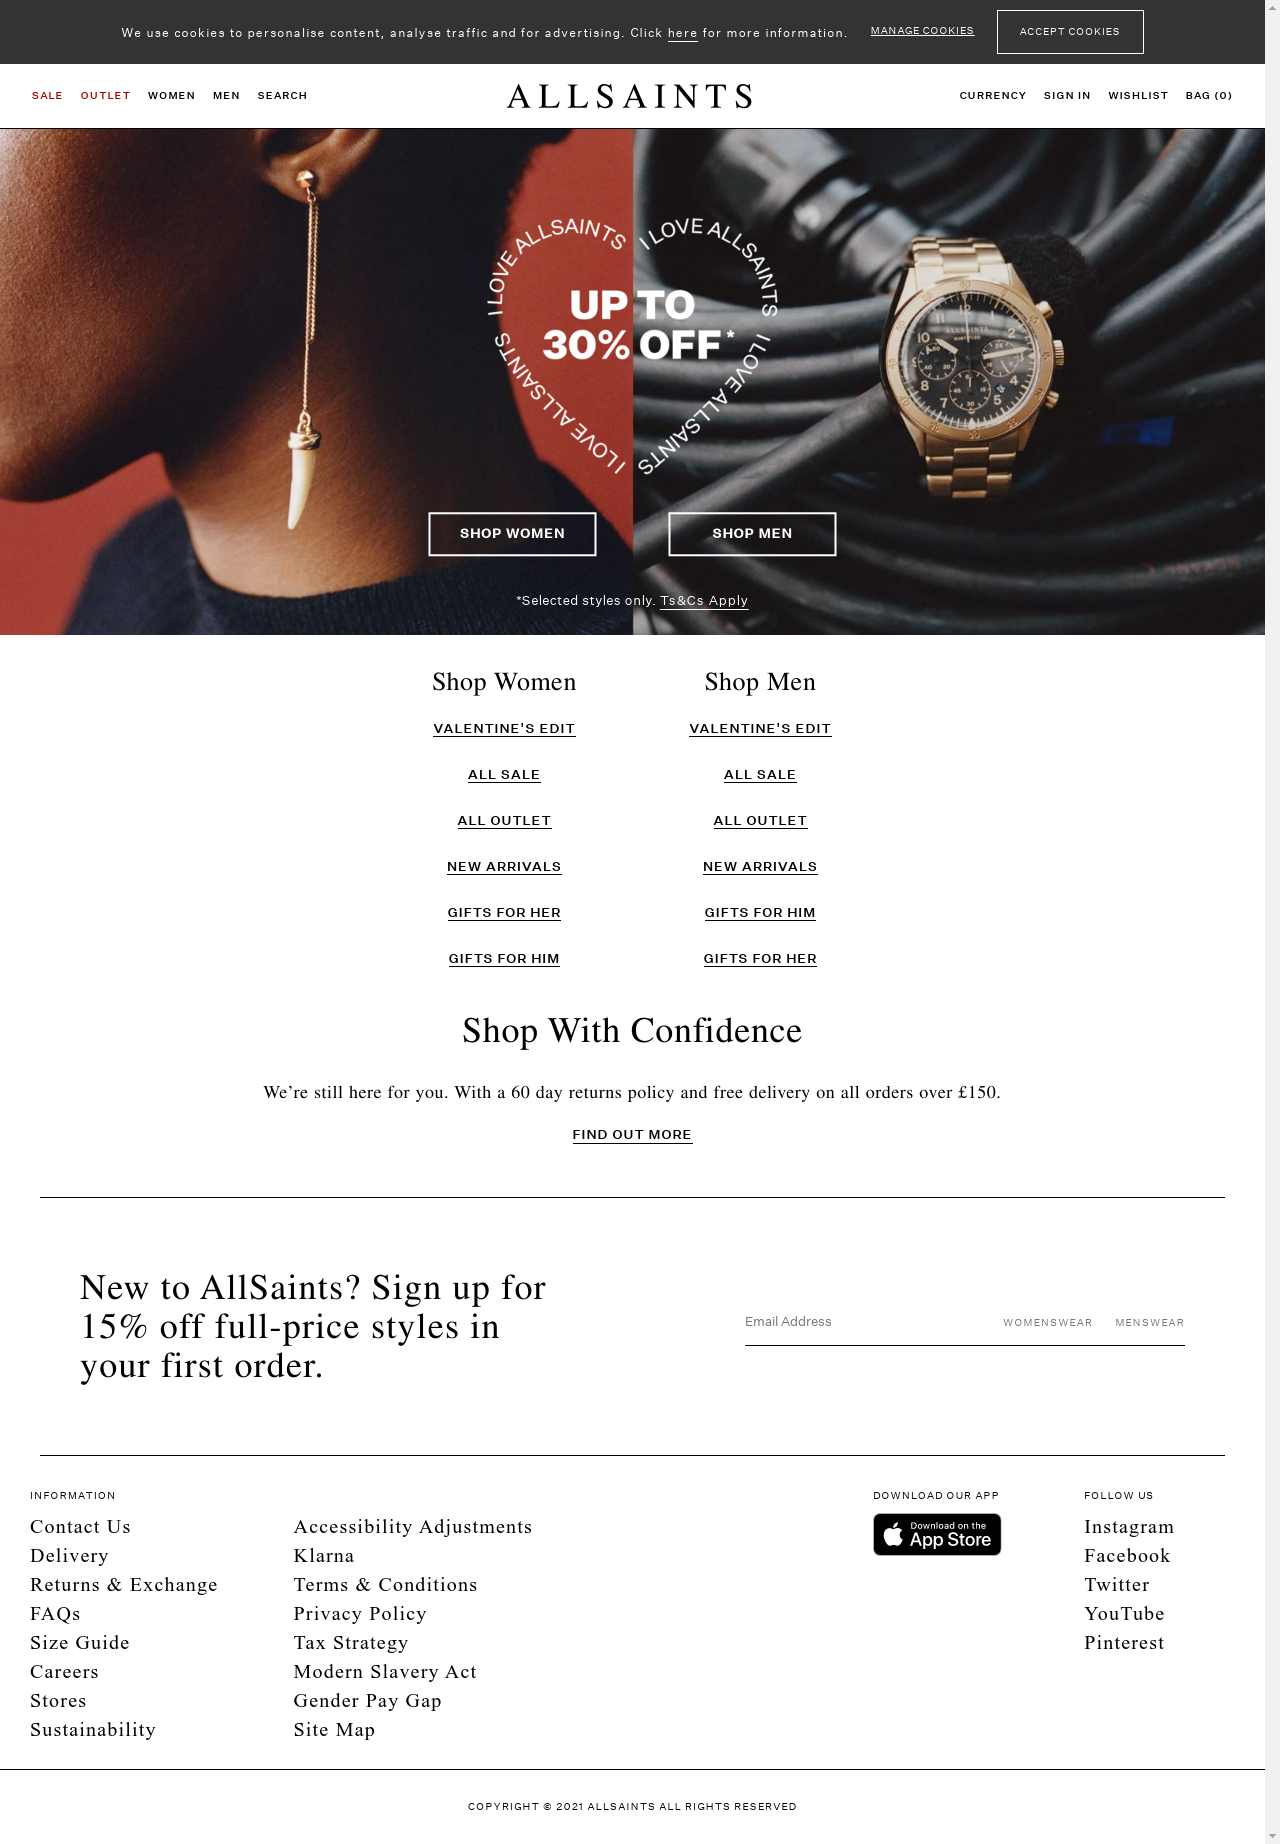 We use cookies to personalise content, analyse traffic and for advertising. Click here for more information.
MANAGE COOKIES
ACCEPT COOKIES
SALE OUTLET WOMEN MEN SEARCH
ALLSAINTS
CURRENCY SIGN IN WISHLIST BAG (0)
I LOVE ALLSAINTS I LOVE ALLSAINTS I LOVE ALLSAINTS I LOVE ALLSAINTS
UP TO
30% OFF*
ALLSAINTS
SHOP WOMEN
SHOP MEN
*Selected styles only. Ts&Cs Apply
Shop Women
VALENTINE'S EDIT
ALL SALE
ALL OUTLET
NEW ARRIVALS
GIFTS FOR HER
GIFTS FOR HIM
Shop Men
VALENTINE'S EDIT
ALL SALE
ALL OUTLET
NEW ARRIVALS
GIFTS FOR HIM
GIFTS FOR HER
Shop With Confidence
We’re still here for you. With a 60 day returns policy and free delivery on all orders over £150.
FIND OUT MORE
New to AllSaints? Sign up for
15% off full-price styles in
your first order.
Email Address
WOMENSWEAR
MENSWEAR
INFORMATION
Contact Us
Delivery
Returns & Exchange
FAQs
Size Guide
Careers
Stores
Sustainability
Accessibility Adjustments
Klarna
Terms & Conditions
Privacy Policy
Tax Strategy
Modern Slavery Act
Gender Pay Gap
Site Map
DOWNLOAD OUR APP
Download on the
App Store
FOLLOW US
Instagram
Facebook
Twitter
YouTube
Pinterest
COPYRIGHT © 2021 ALLSAINTS ALL RIGHTS RESERVED